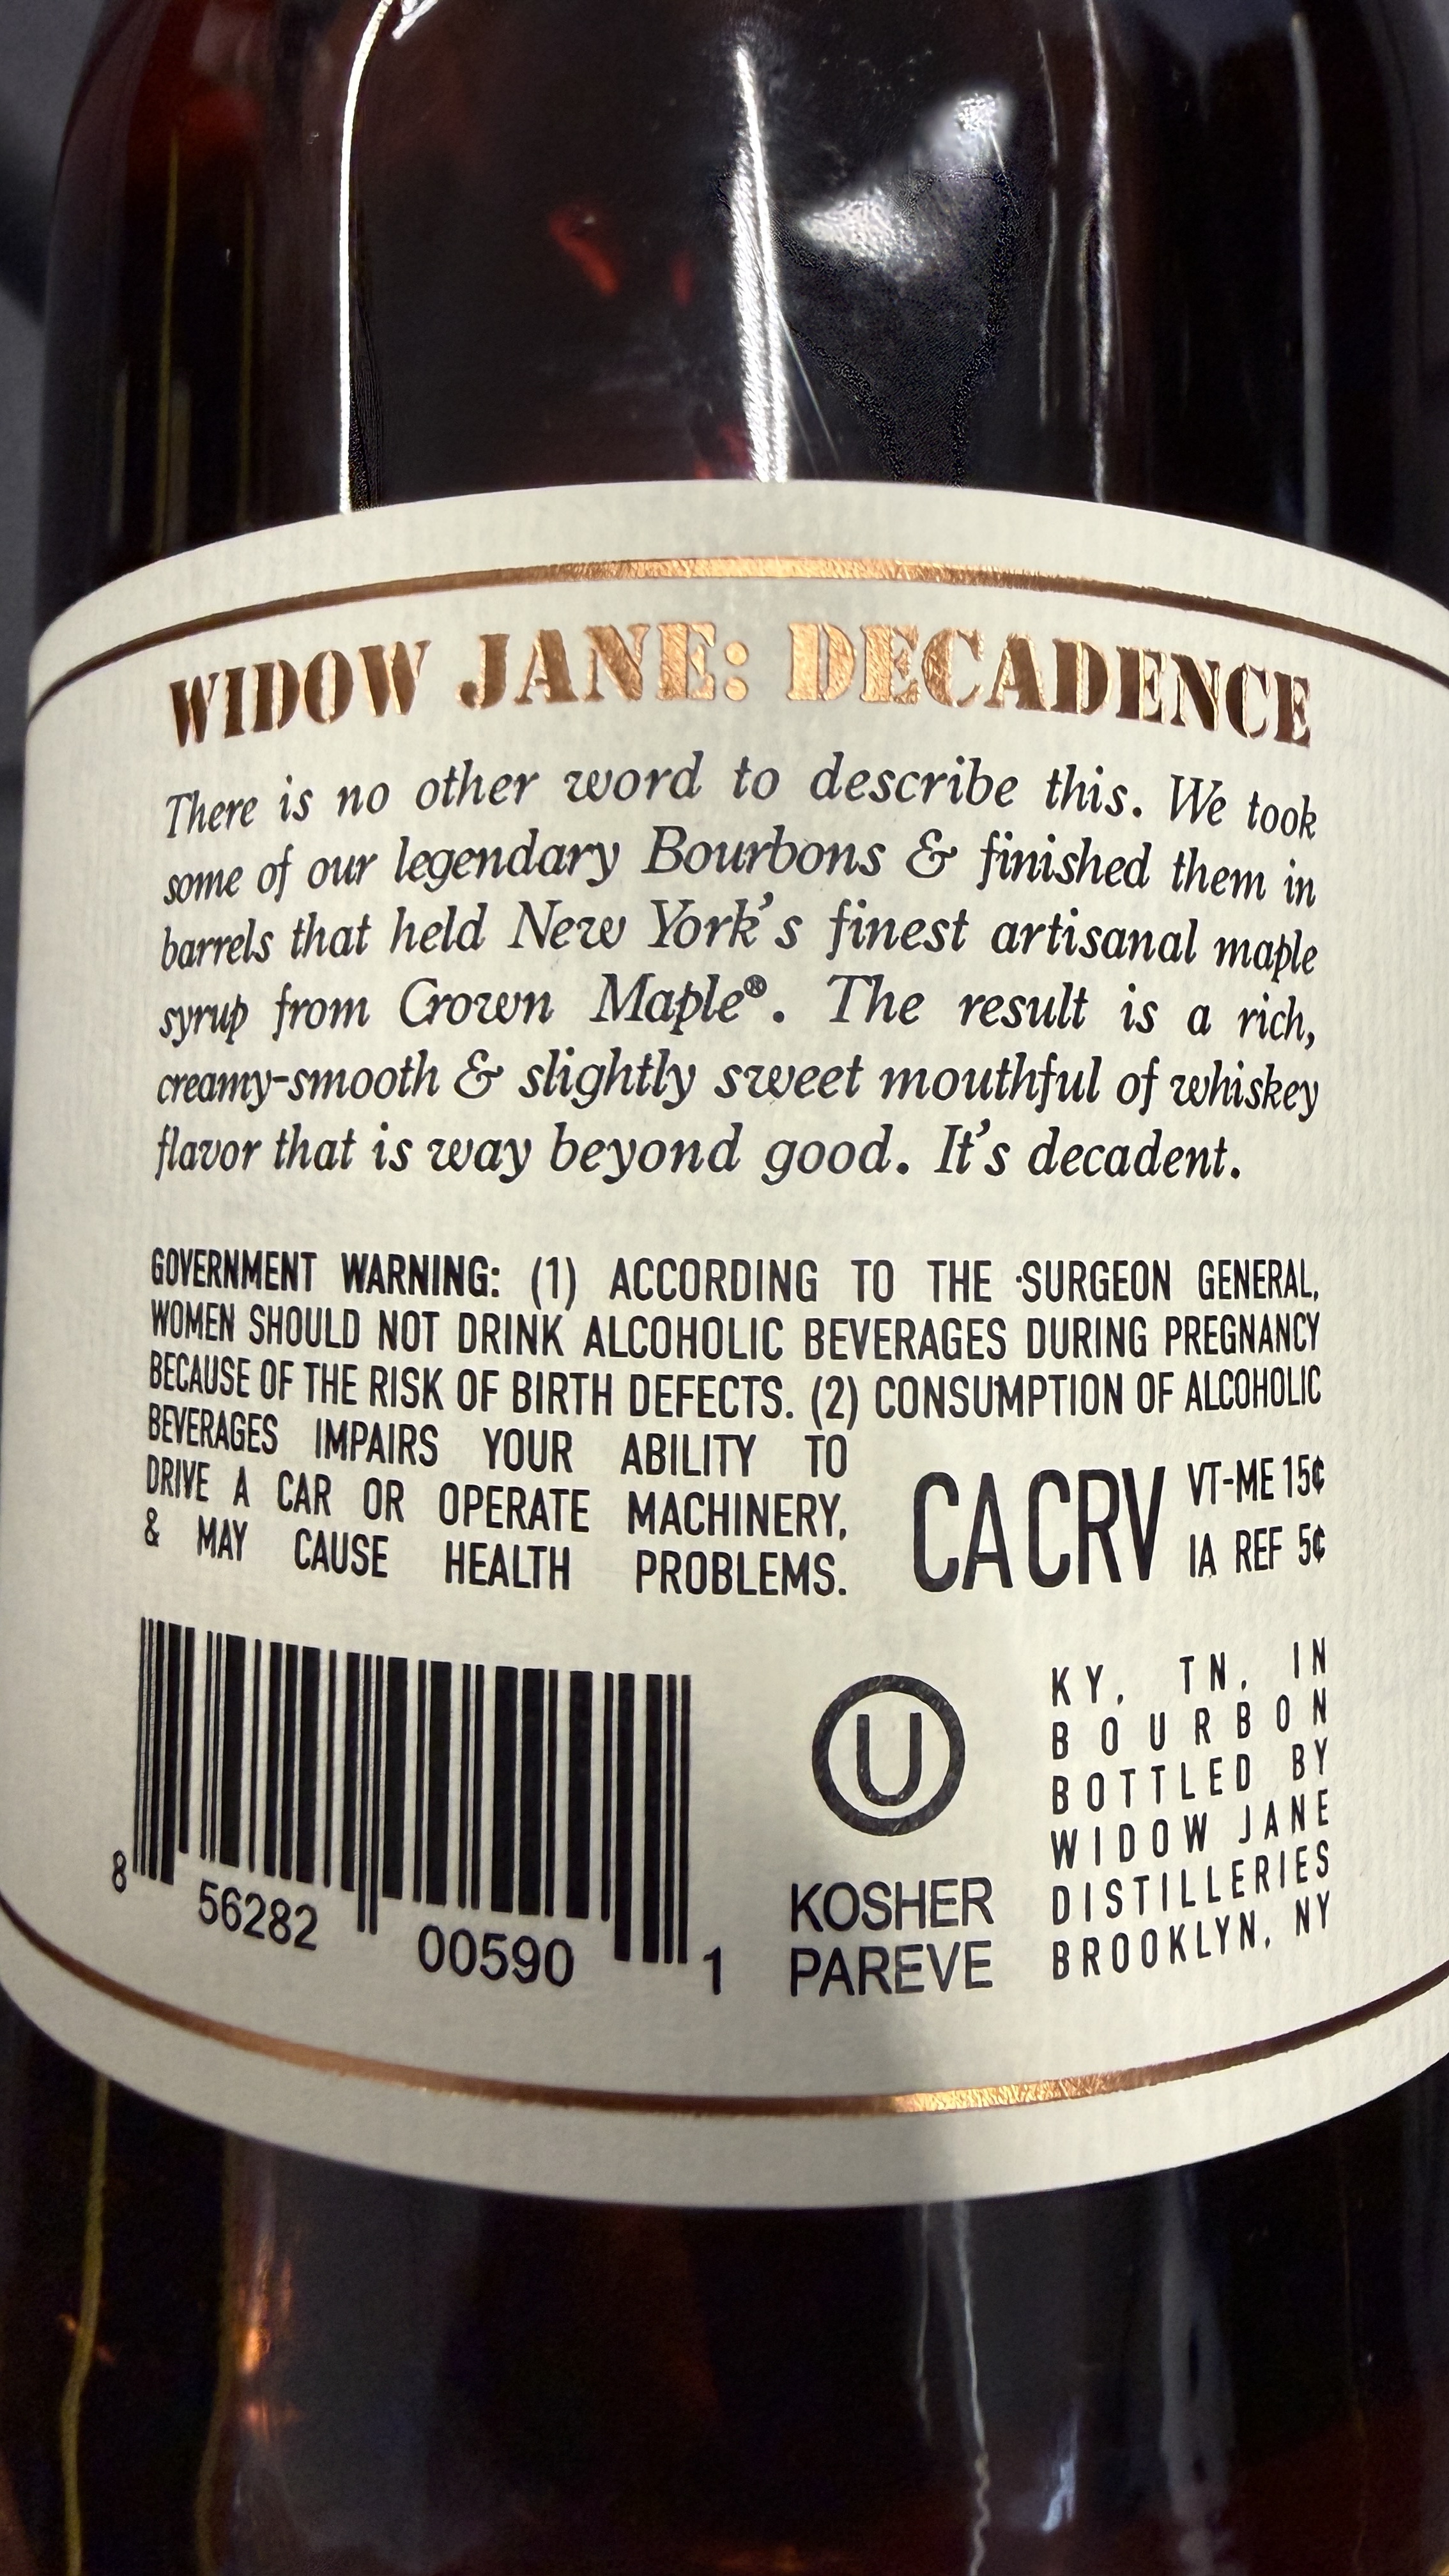 WIDOW JANE: DECADENCE
There is no other word to describe this. We took
some of our legendary Bourbons & finished them in
barrels that held New York's finest artisanal maple
syrup from Crown Maple®. The result is a rich,
creamy-smooth & slightly sweet mouthful of whiskey
flavor that is way beyond good. It's decadent.
GOVERNMENT WARNING: (1) ACCORDING TO THE SURGEON GENERAL,
WOMEN SHOULD NOT DRINK ALCOHOLIC BEVERAGES DURING PREGNANCY
BECAUSE OF THE RISK OF BIRTH DEFECTS. (2) CONSUMPTION OF ALCOHOLIC
BEVERAGES IMPAIRS YOUR ABILITY TO
DRIVE A CAR OR OPERATE MACHINERY,
& MAY CAUSE HEALTH PROBLEMS.
CA CRV
VT-ME 15¢
IA REF 5¢
8 56282 00590 1
U
KOSHER
PAREVE
KY, TN, IN
BOURBON
BOTTLED BY
WIDOW JANE
DISTILLERIES
BROOKLYN, NY